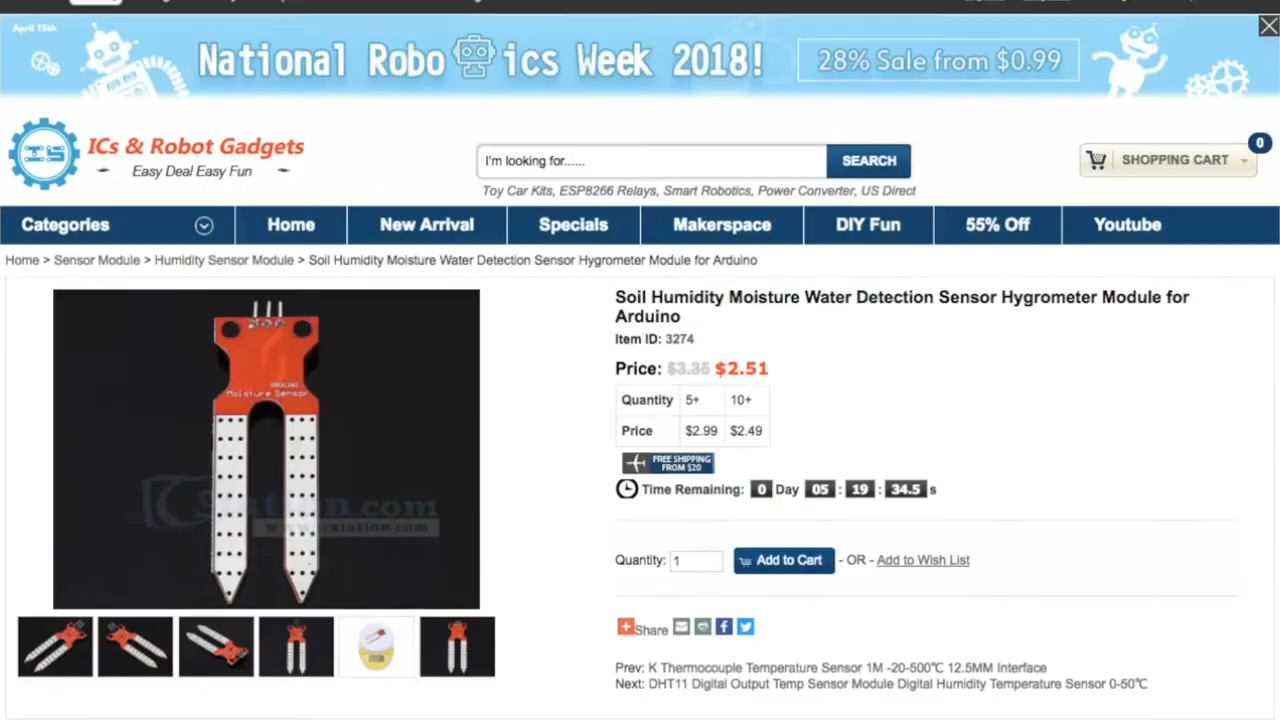 April 15th
National Robotics Week 2018!
28% Sale from $0.99
ICs & Robot Gadgets
Easy Deal Easy Fun
I'm looking for......
SEARCH
Toy Car Kits, ESP8266 Relays, Smart Robotics, Power Converter, US Direct
SHOPPING CART
0
Categories
Home
New Arrival
Specials
Makerspace
DIY Fun
55% Off
Youtube
Home > Sensor Module > Humidity Sensor Module > Soil Humidity Moisture Water Detection Sensor Hygrometer Module for Arduino
Soil Humidity Moisture Water Detection Sensor Hygrometer Module for
Arduino
Item ID: 3274
Price: $3.35 $2.51
Quantity 5+ 10+
Price $2.99 $2.49
FREE SHIPPING
FROM $20
Time Remaining: 0 Day 05 : 19 : 34.5 s
Quantity: 1 Add to Cart - OR - Add to Wish List
Share
Prev: K Thermocouple Temperature Sensor 1M -20-500℃ 12.5MM Interface
Next: DHT11 Digital Output Temp Sensor Module Digital Humidity Temperature Sensor 0-50℃
Moisture Sensor
ICStation.com
www.icstation.com